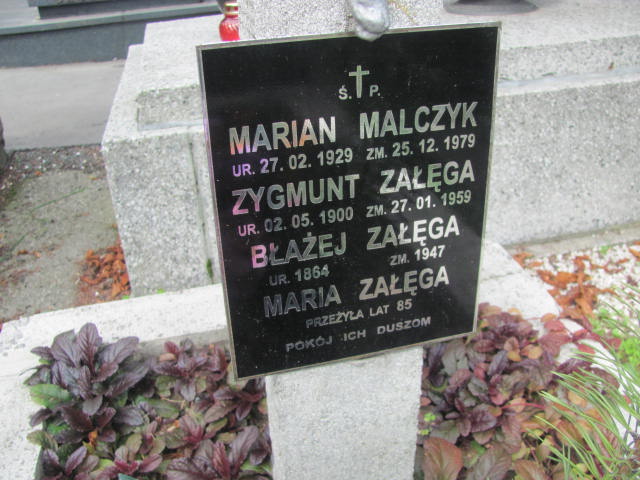 Ś. P.
MARIAN MALCZYK
UR. 27. 02. 1929 ZM. 25. 12. 1979
ZYGMUNT ZAŁĘGA
UR. 02. 05. 1900 ZM. 27. 01. 1959
BŁAŻEJ ZAŁĘGA
UR. 1864 ZM. 1947
MARIA ZAŁĘGA
PRZEŻYŁA LAT 85
POKÓJ ICH DUSZOM